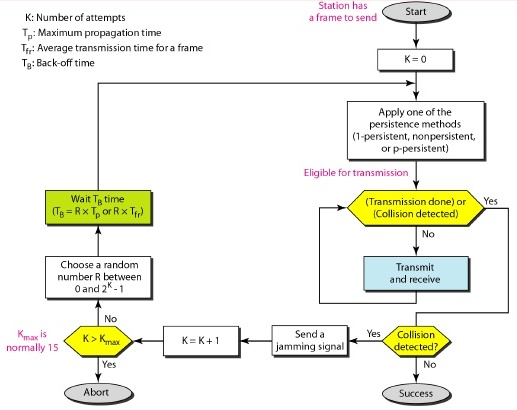 K: Number of attempts
Tp: Maximum propagation time
Tfr: Average transmission time for a frame
TB: Back-off time
Station has
a frame to send
Start
K = 0
Apply one of the
persistence methods
(1-persistent, nonpersistent,
or p-persistent)
Eligible for transmission
(Transmission done) or
(Collision detected)
Yes
No
Transmit
and receive
Wait TB time
(TB = R × Tp or R × Tfr)
Choose a random
number R between
0 and 2^K - 1
No
Kmax is
normally 15
K > Kmax
K = K + 1
Send a
jamming signal
Yes
Collision
detected?
Yes
No
Abort
Success